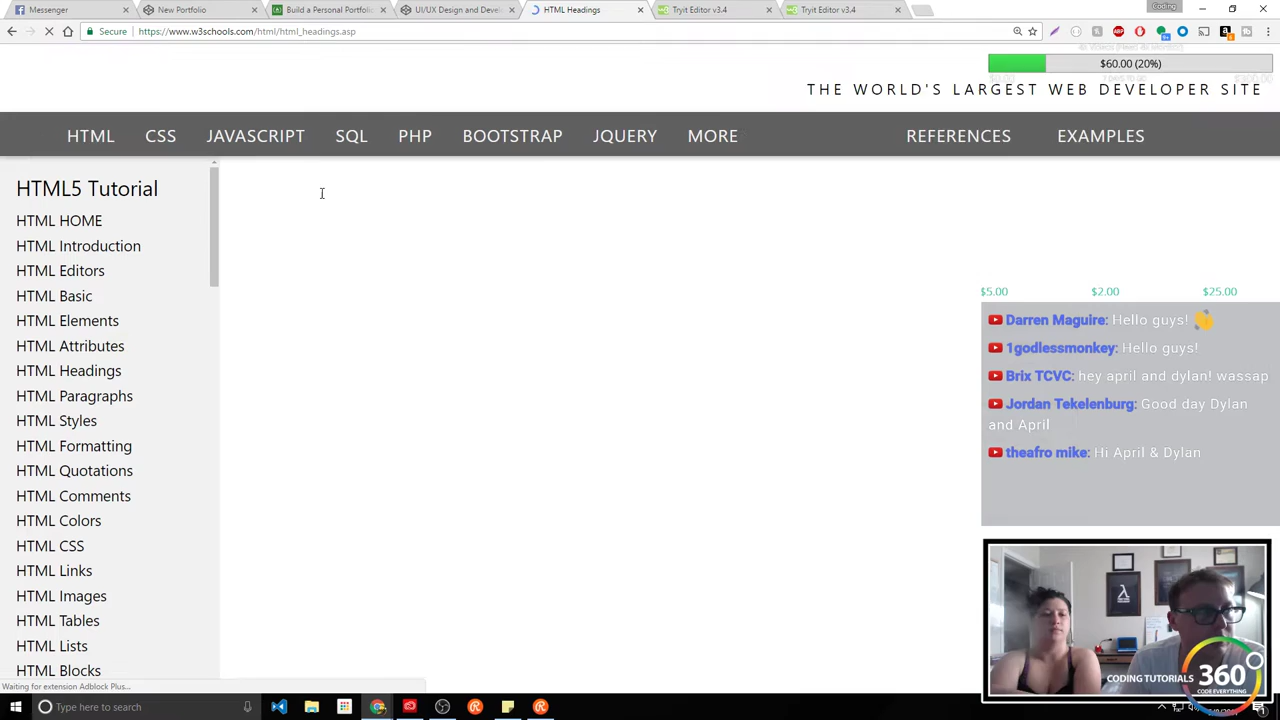 Messenger
New Portfolio
Build a Personal Portfolio
UI/UX Design and Devel
HTML Headings
Tryit Editor v3.4
Tryit Editor v3.4
Coding
Secure
https://www.w3schools.com/html/html_headings.asp
$60.00 (20%)
THE WORLD'S LARGEST WEB DEVELOPER SITE
HTML CSS JAVASCRIPT SQL PHP BOOTSTRAP JQUERY MORE REFERENCES EXAMPLES
HTML5 Tutorial
HTML HOME
HTML Introduction
HTML Editors
HTML Basic
HTML Elements
HTML Attributes
HTML Headings
HTML Paragraphs
HTML Styles
HTML Formatting
HTML Quotations
HTML Comments
HTML Colors
HTML CSS
HTML Links
HTML Images
HTML Tables
HTML Lists
HTML Blocks
$5.00 $2.00 $25.00
Darren Maguire: Hello guys!
1godlessmonkey: Hello guys!
Brix TCVC: hey april and dylan! wassap
Jordan Tekelenburg: Good day Dylan
and April
theafro mike: Hi April & Dylan
CODING TUTORIALS 360
CODE EVERYTHING
Waiting for extension Adblock Plus...
Type here to search